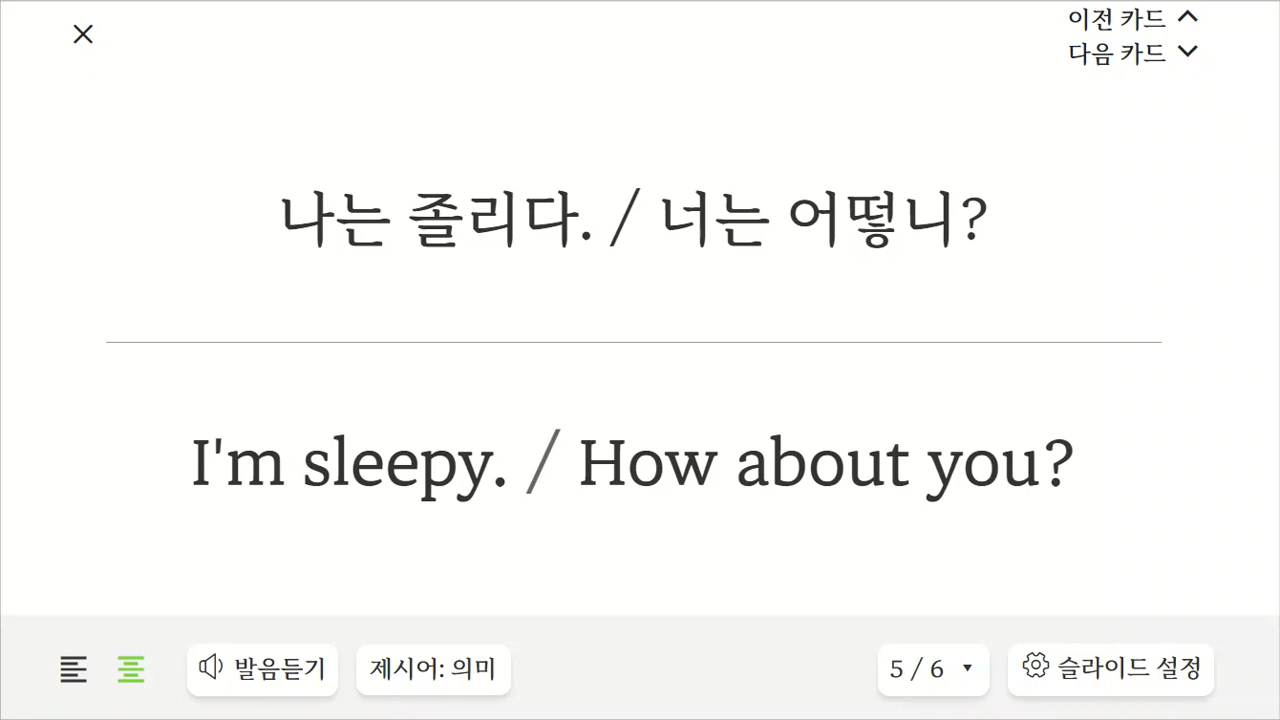 이전 카드
다음 카드
나는 졸리다. / 너는 어떻니?
I'm sleepy. / How about you?
발음듣기 제시어: 의미 5 / 6 슬라이드 설정